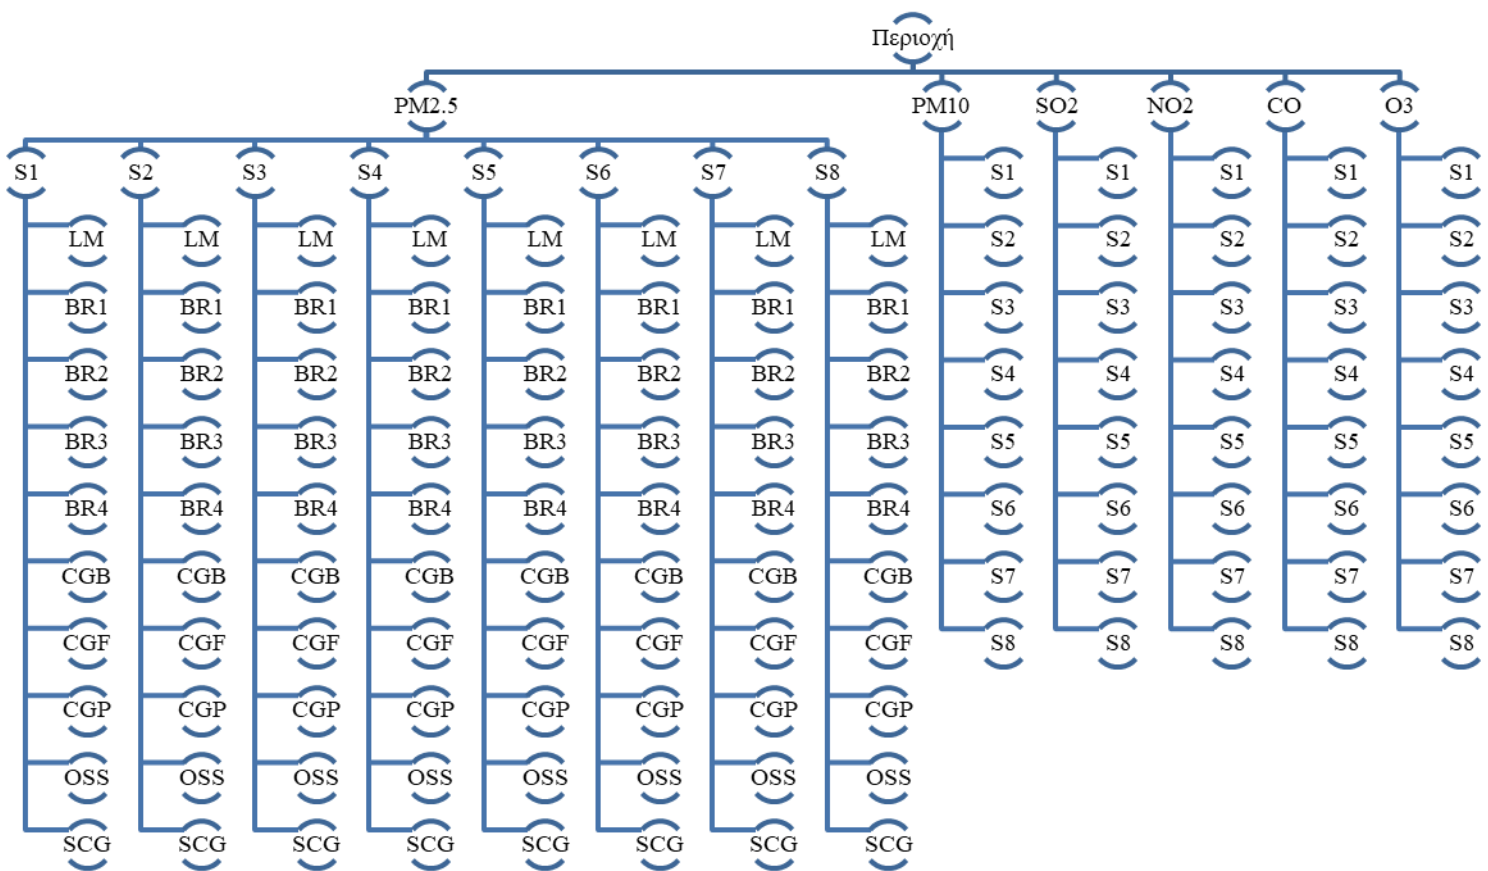 Περιοχή
PM2.5 PM10 SO2 NO2 CO O3
S1 S2 S3 S4 S5 S6 S7 S8 S1 S1 S1 S1 S1
LM LM LM LM LM LM LM LM S2 S2 S2 S2 S2
BR1 BR1 BR1 BR1 BR1 BR1 BR1 BR1 S3 S3 S3 S3 S3
BR2 BR2 BR2 BR2 BR2 BR2 BR2 BR2 S4 S4 S4 S4 S4
BR3 BR3 BR3 BR3 BR3 BR3 BR3 BR3 S5 S5 S5 S5 S5
BR4 BR4 BR4 BR4 BR4 BR4 BR4 BR4 S6 S6 S6 S6 S6
CGB CGB CGB CGB CGB CGB CGB CGB S7 S7 S7 S7 S7
CGF CGF CGF CGF CGF CGF CGF CGF S8 S8 S8 S8 S8
CGP CGP CGP CGP CGP CGP CGP CGP
OSS OSS OSS OSS OSS OSS OSS OSS
SCG SCG SCG SCG SCG SCG SCG SCG